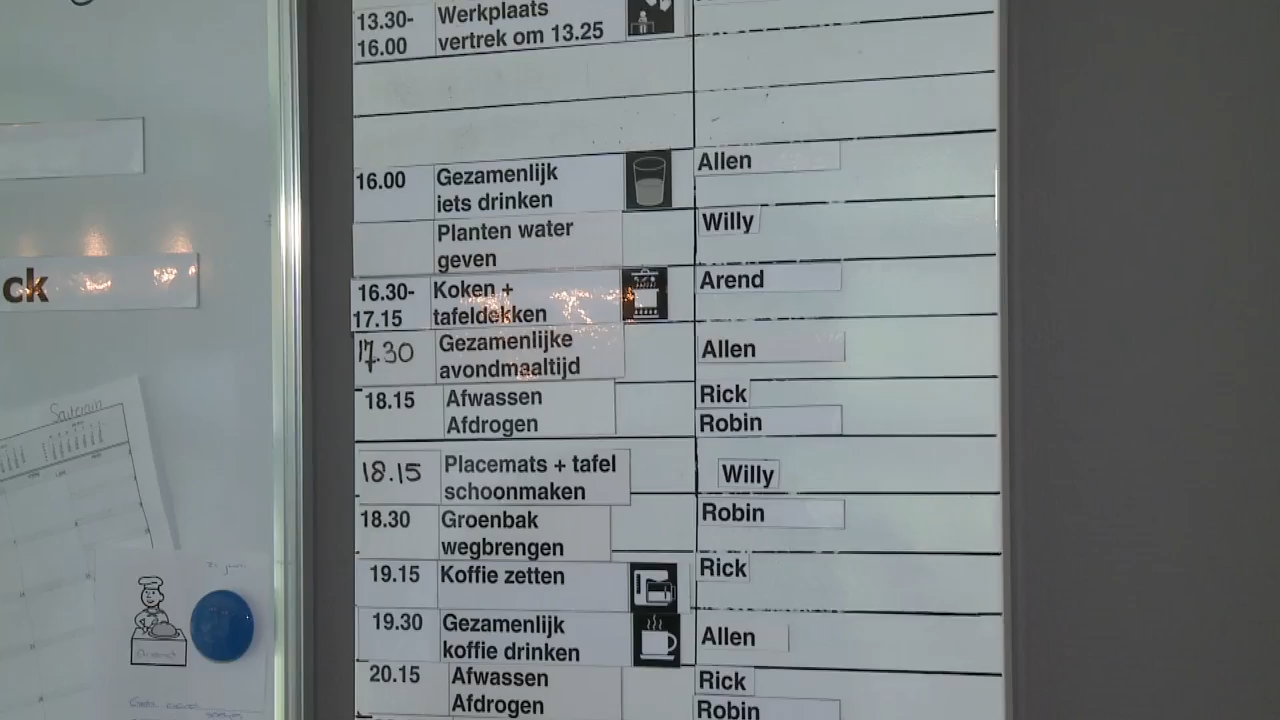 13.30-
16.00
Werkplaats
vertrek om 13.25
16.00
Gezamenlijk
iets drinken
Allen
Planten water
geven
Willy
16.30-
17.15
Koken +
tafeldekken
Arend
17.30
Gezamenlijke
avondmaaltijd
Allen
18.15
Afwassen
Afdrogen
Rick
Robin
18.15
Placemats + tafel
schoonmaken
Willy
18.30
Groenbak
wegbrengen
Robin
19.15
Koffie zetten
Rick
19.30
Gezamenlijk
koffie drinken
Allen
20.15
Afwassen
Afdrogen
Rick
Robin
ck